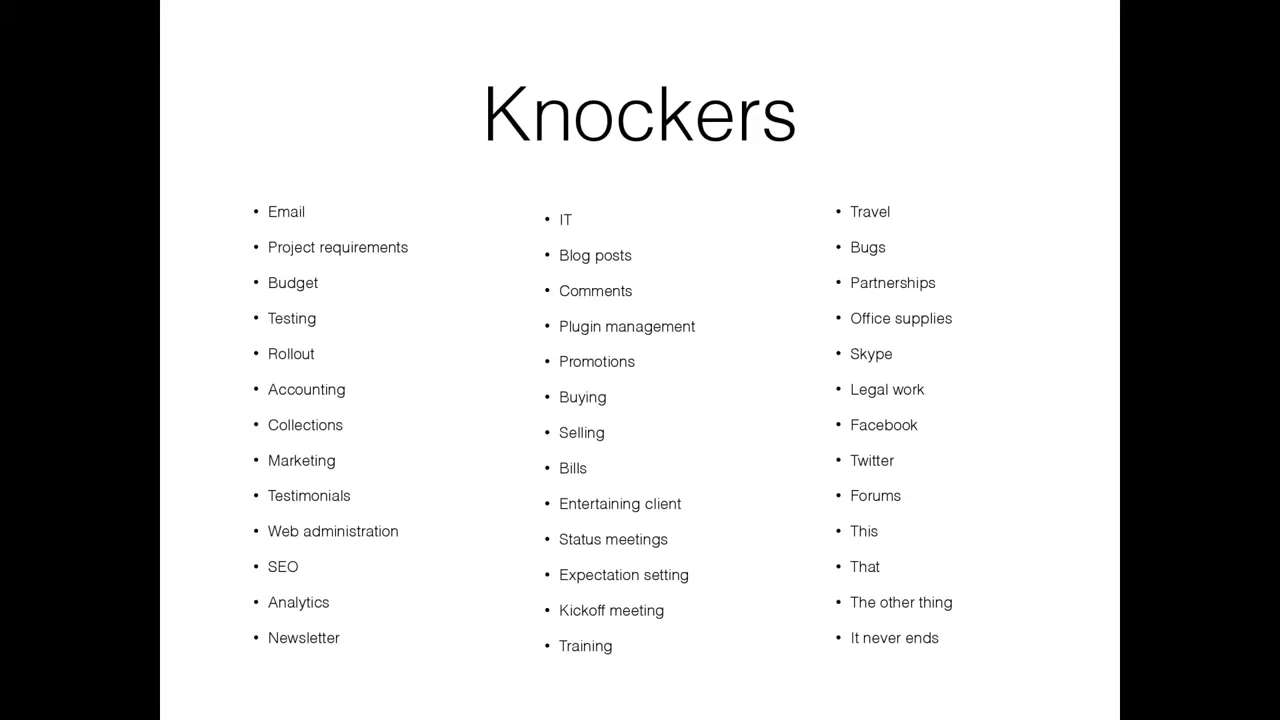 Knockers
• Email
• Project requirements
• Budget
• Testing
• Rollout
• Accounting
• Collections
• Marketing
• Testimonials
• Web administration
• SEO
• Analytics
• Newsletter
• IT
• Blog posts
• Comments
• Plugin management
• Promotions
• Buying
• Selling
• Bills
• Entertaining client
• Status meetings
• Expectation setting
• Kickoff meeting
• Training
• Travel
• Bugs
• Partnerships
• Office supplies
• Skype
• Legal work
• Facebook
• Twitter
• Forums
• This
• That
• The other thing
• It never ends